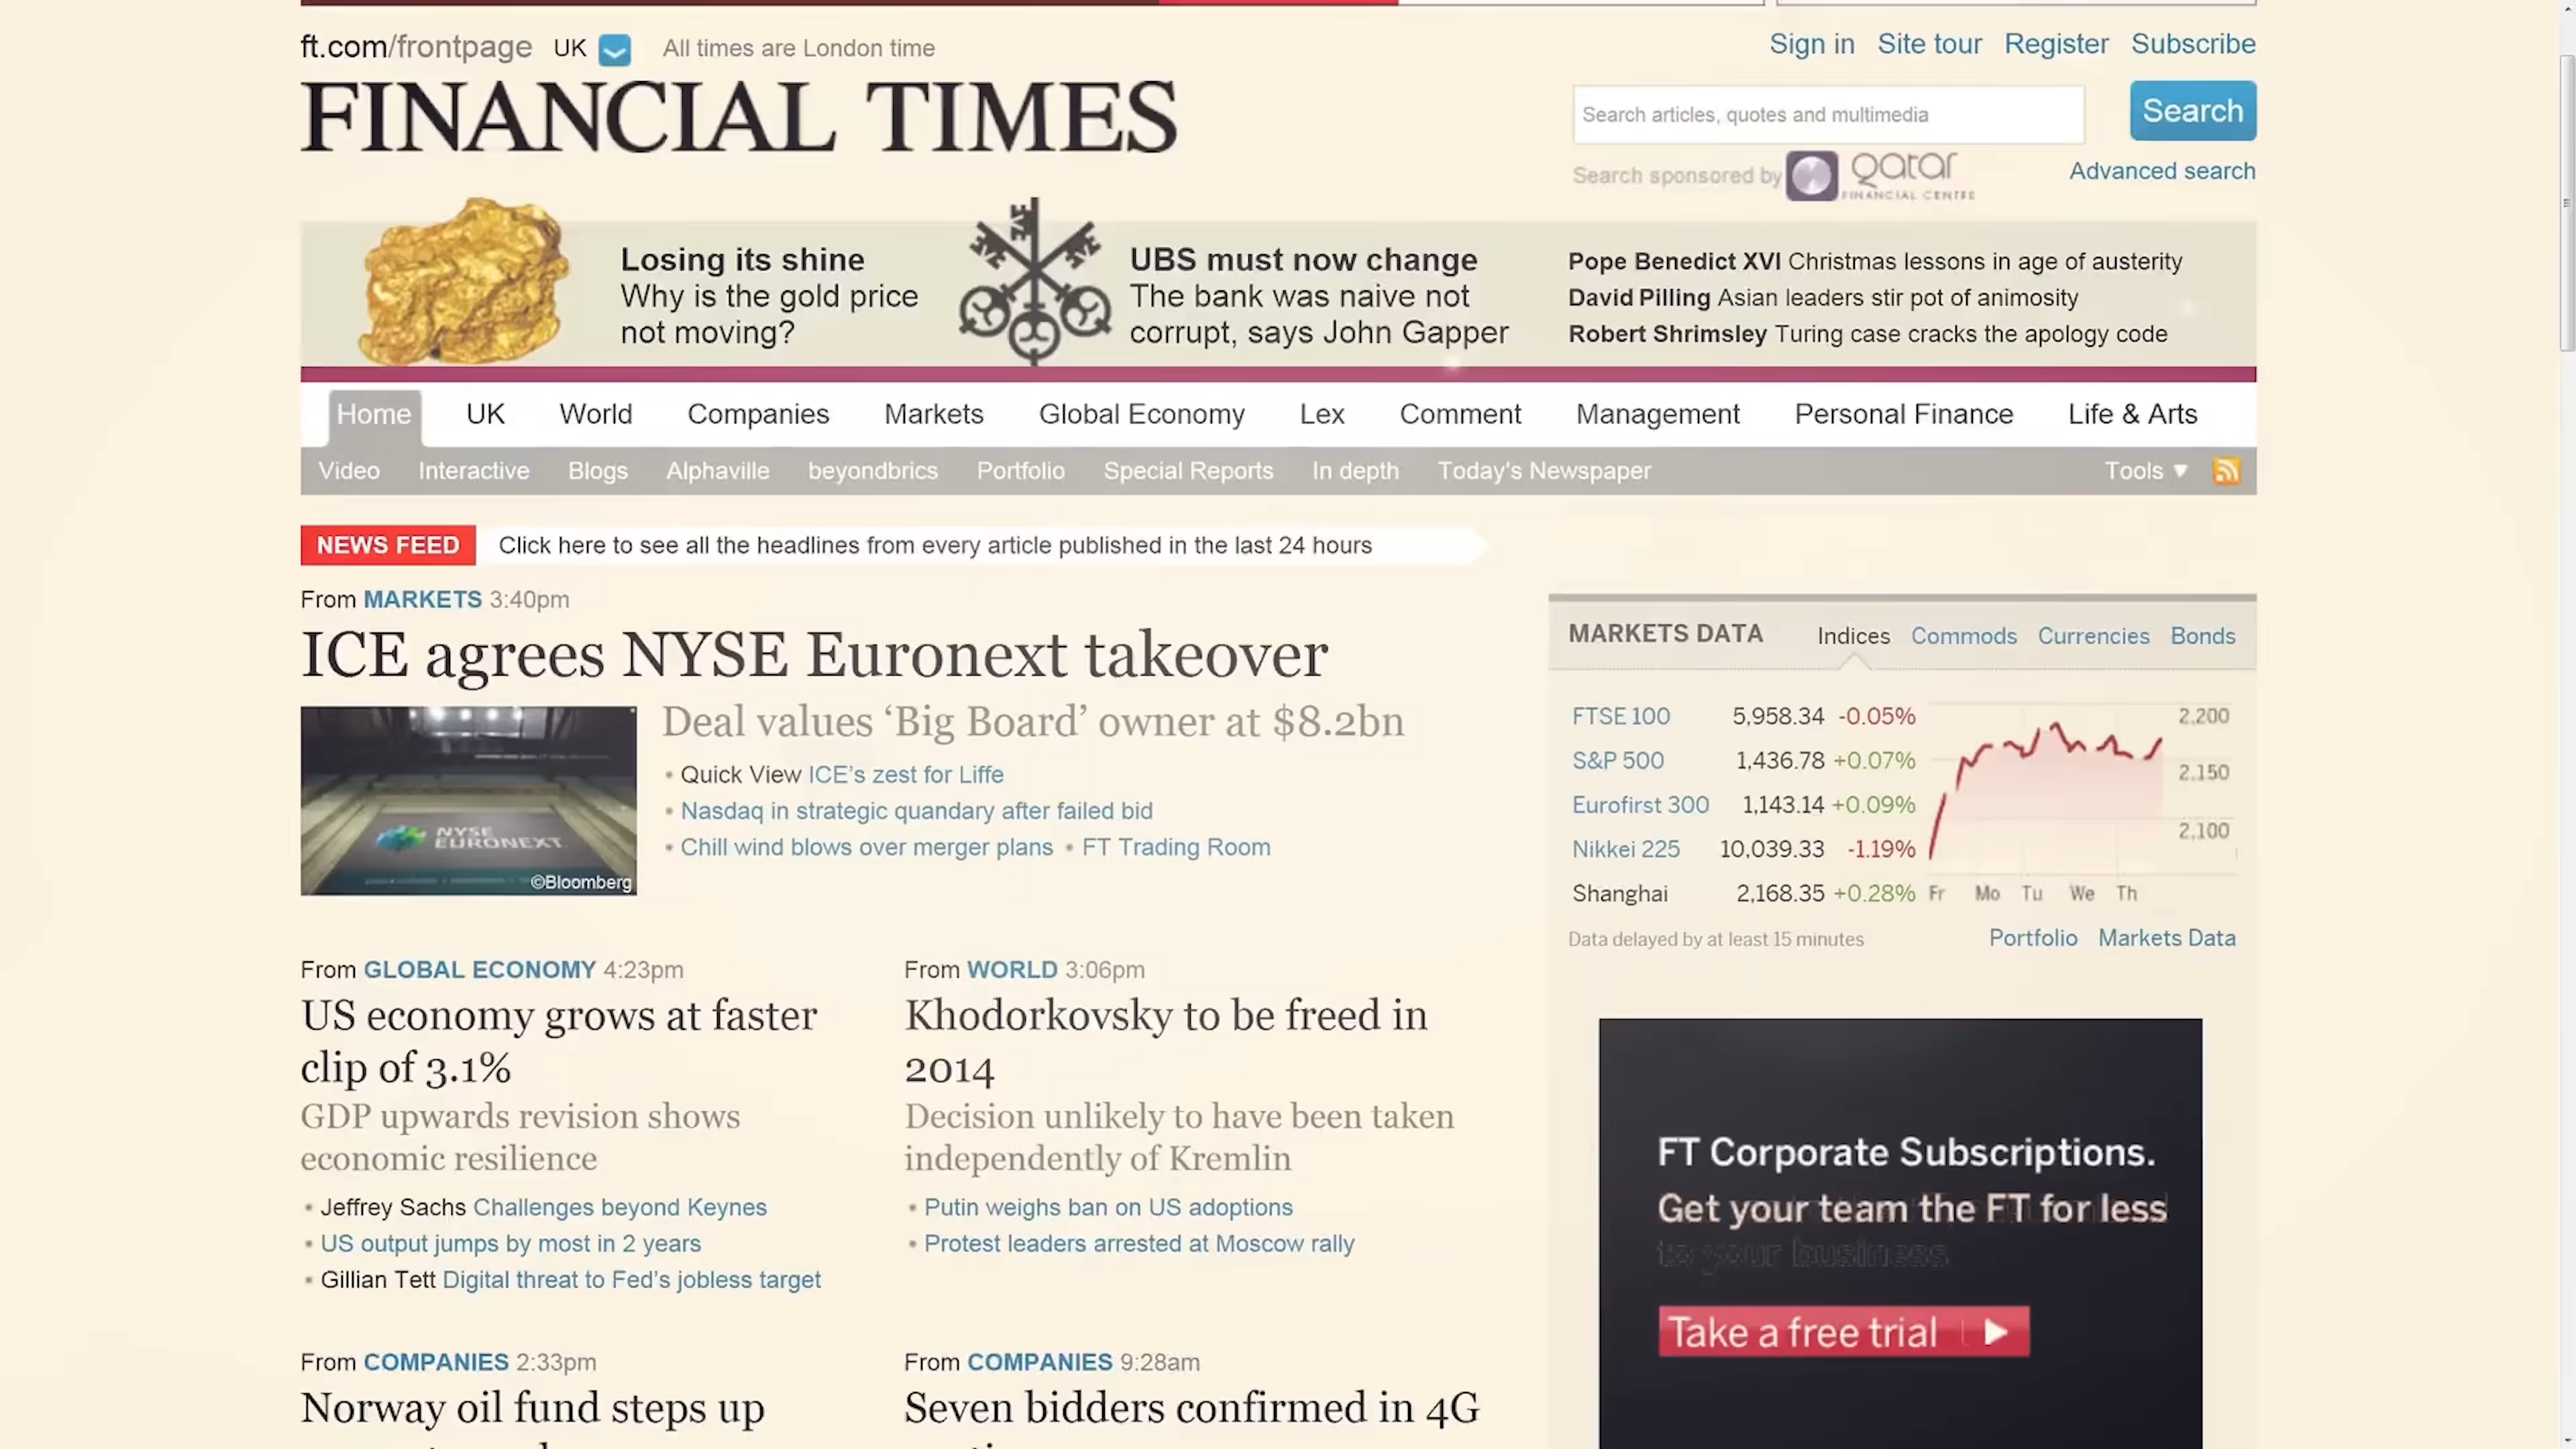 ft.com/frontpage UK All times are London time
Sign in Site tour Register Subscribe
FINANCIAL TIMES
Search articles, quotes and multimedia
Search
Search sponsored by
qatar
FINANCIAL CENTRE
Advanced search
Losing its shine
Why is the gold price
not moving?
UBS must now change
The bank was naive not
corrupt, says John Gapper
Pope Benedict XVI Christmas lessons in age of austerity
David Pilling Asian leaders stir pot of animosity
Robert Shrimsley Turing case cracks the apology code
Home UK World Companies Markets Global Economy Lex Comment Management Personal Finance Life & Arts
Video Interactive Blogs Alphaville beyondbrics Portfolio Special Reports In depth Today's Newspaper Tools
NEWS FEED Click here to see all the headlines from every article published in the last 24 hours
From MARKETS 3:40pm
ICE agrees NYSE Euronext takeover
NYSE
EURONEXT
©Bloomberg
Deal values ‘Big Board’ owner at $8.2bn
• Quick View ICE's zest for Liffe
• Nasdaq in strategic quandary after failed bid
• Chill wind blows over merger plans • FT Trading Room
MARKETS DATA Indices Commods Currencies Bonds
FTSE 100 5,958.34 -0.05%
S&P 500 1,436.78 +0.07%
Eurofirst 300 1,143.14 +0.09%
Nikkei 225 10,039.33 -1.19%
Shanghai 2,168.35 +0.28%
2,200
2,150
2,100
Fr Mo Tu We Th
Data delayed by at least 15 minutes
Portfolio Markets Data
From GLOBAL ECONOMY 4:23pm
US economy grows at faster
clip of 3.1%
GDP upwards revision shows
economic resilience
• Jeffrey Sachs Challenges beyond Keynes
• US output jumps by most in 2 years
• Gillian Tett Digital threat to Fed's jobless target
From WORLD 3:06pm
Khodorkovsky to be freed in
2014
Decision unlikely to have been taken
independently of Kremlin
• Putin weighs ban on US adoptions
• Protest leaders arrested at Moscow rally
FT Corporate Subscriptions.
Get your team the FT for less
to your business
Take a free trial
From COMPANIES 2:33pm
Norway oil fund steps up
From COMPANIES 9:28am
Seven bidders confirmed in 4G